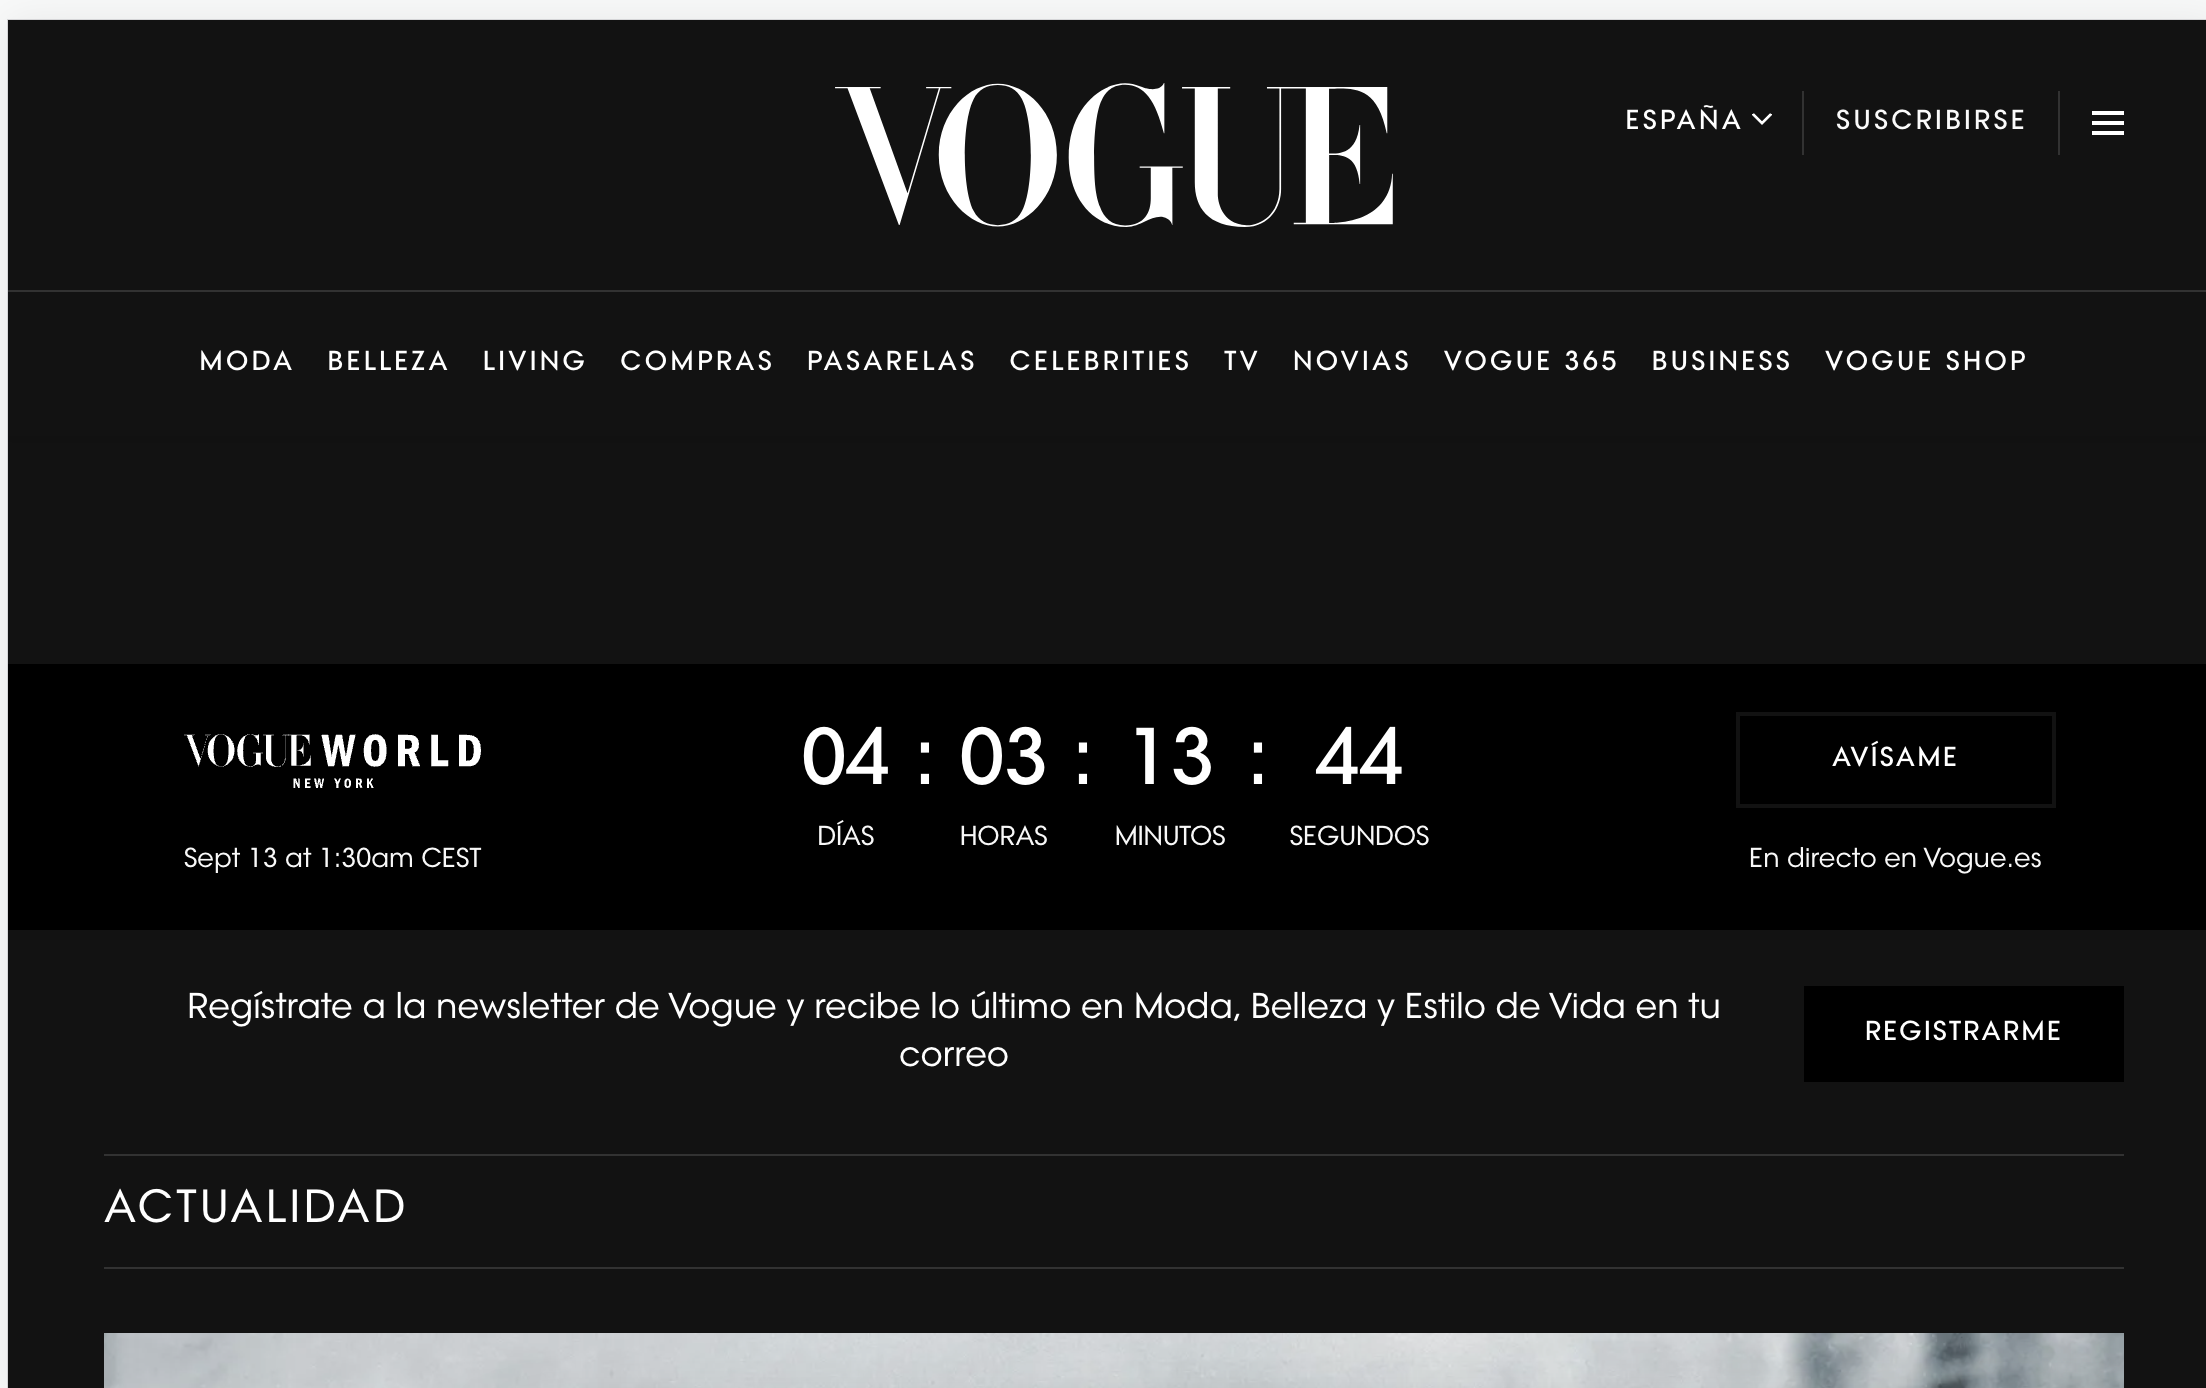 VOGUE
ESPAÑA
SUSCRIBIRSE
MODA BELLEZA LIVING COMPRAS PASARELAS CELEBRITIES TV NOVIAS VOGUE 365 BUSINESS VOGUE SHOP
VOGUE WORLD
NEW YORK
Sept 13 at 1:30am CEST
04 : 03 : 13 : 44
DÍAS HORAS MINUTOS SEGUNDOS
AVÍSAME
En directo en Vogue.es
Regístrate a la newsletter de Vogue y recibe lo último en Moda, Belleza y Estilo de Vida en tu
correo
REGISTRARME
ACTUALIDAD